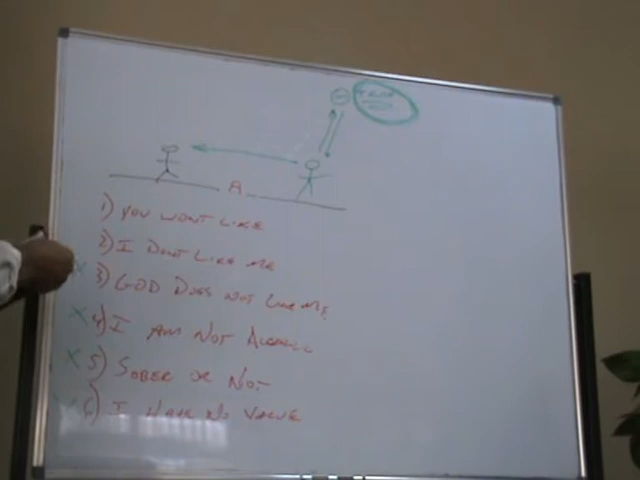 A
1) YOU WONT LIKE
2) I DONT LIKE ME
X 3) GOD DOES NOT LIKE ME
X 4) I AM NOT
X 5) SOBER OR NOT
X 6) I HAVE NO VALUE